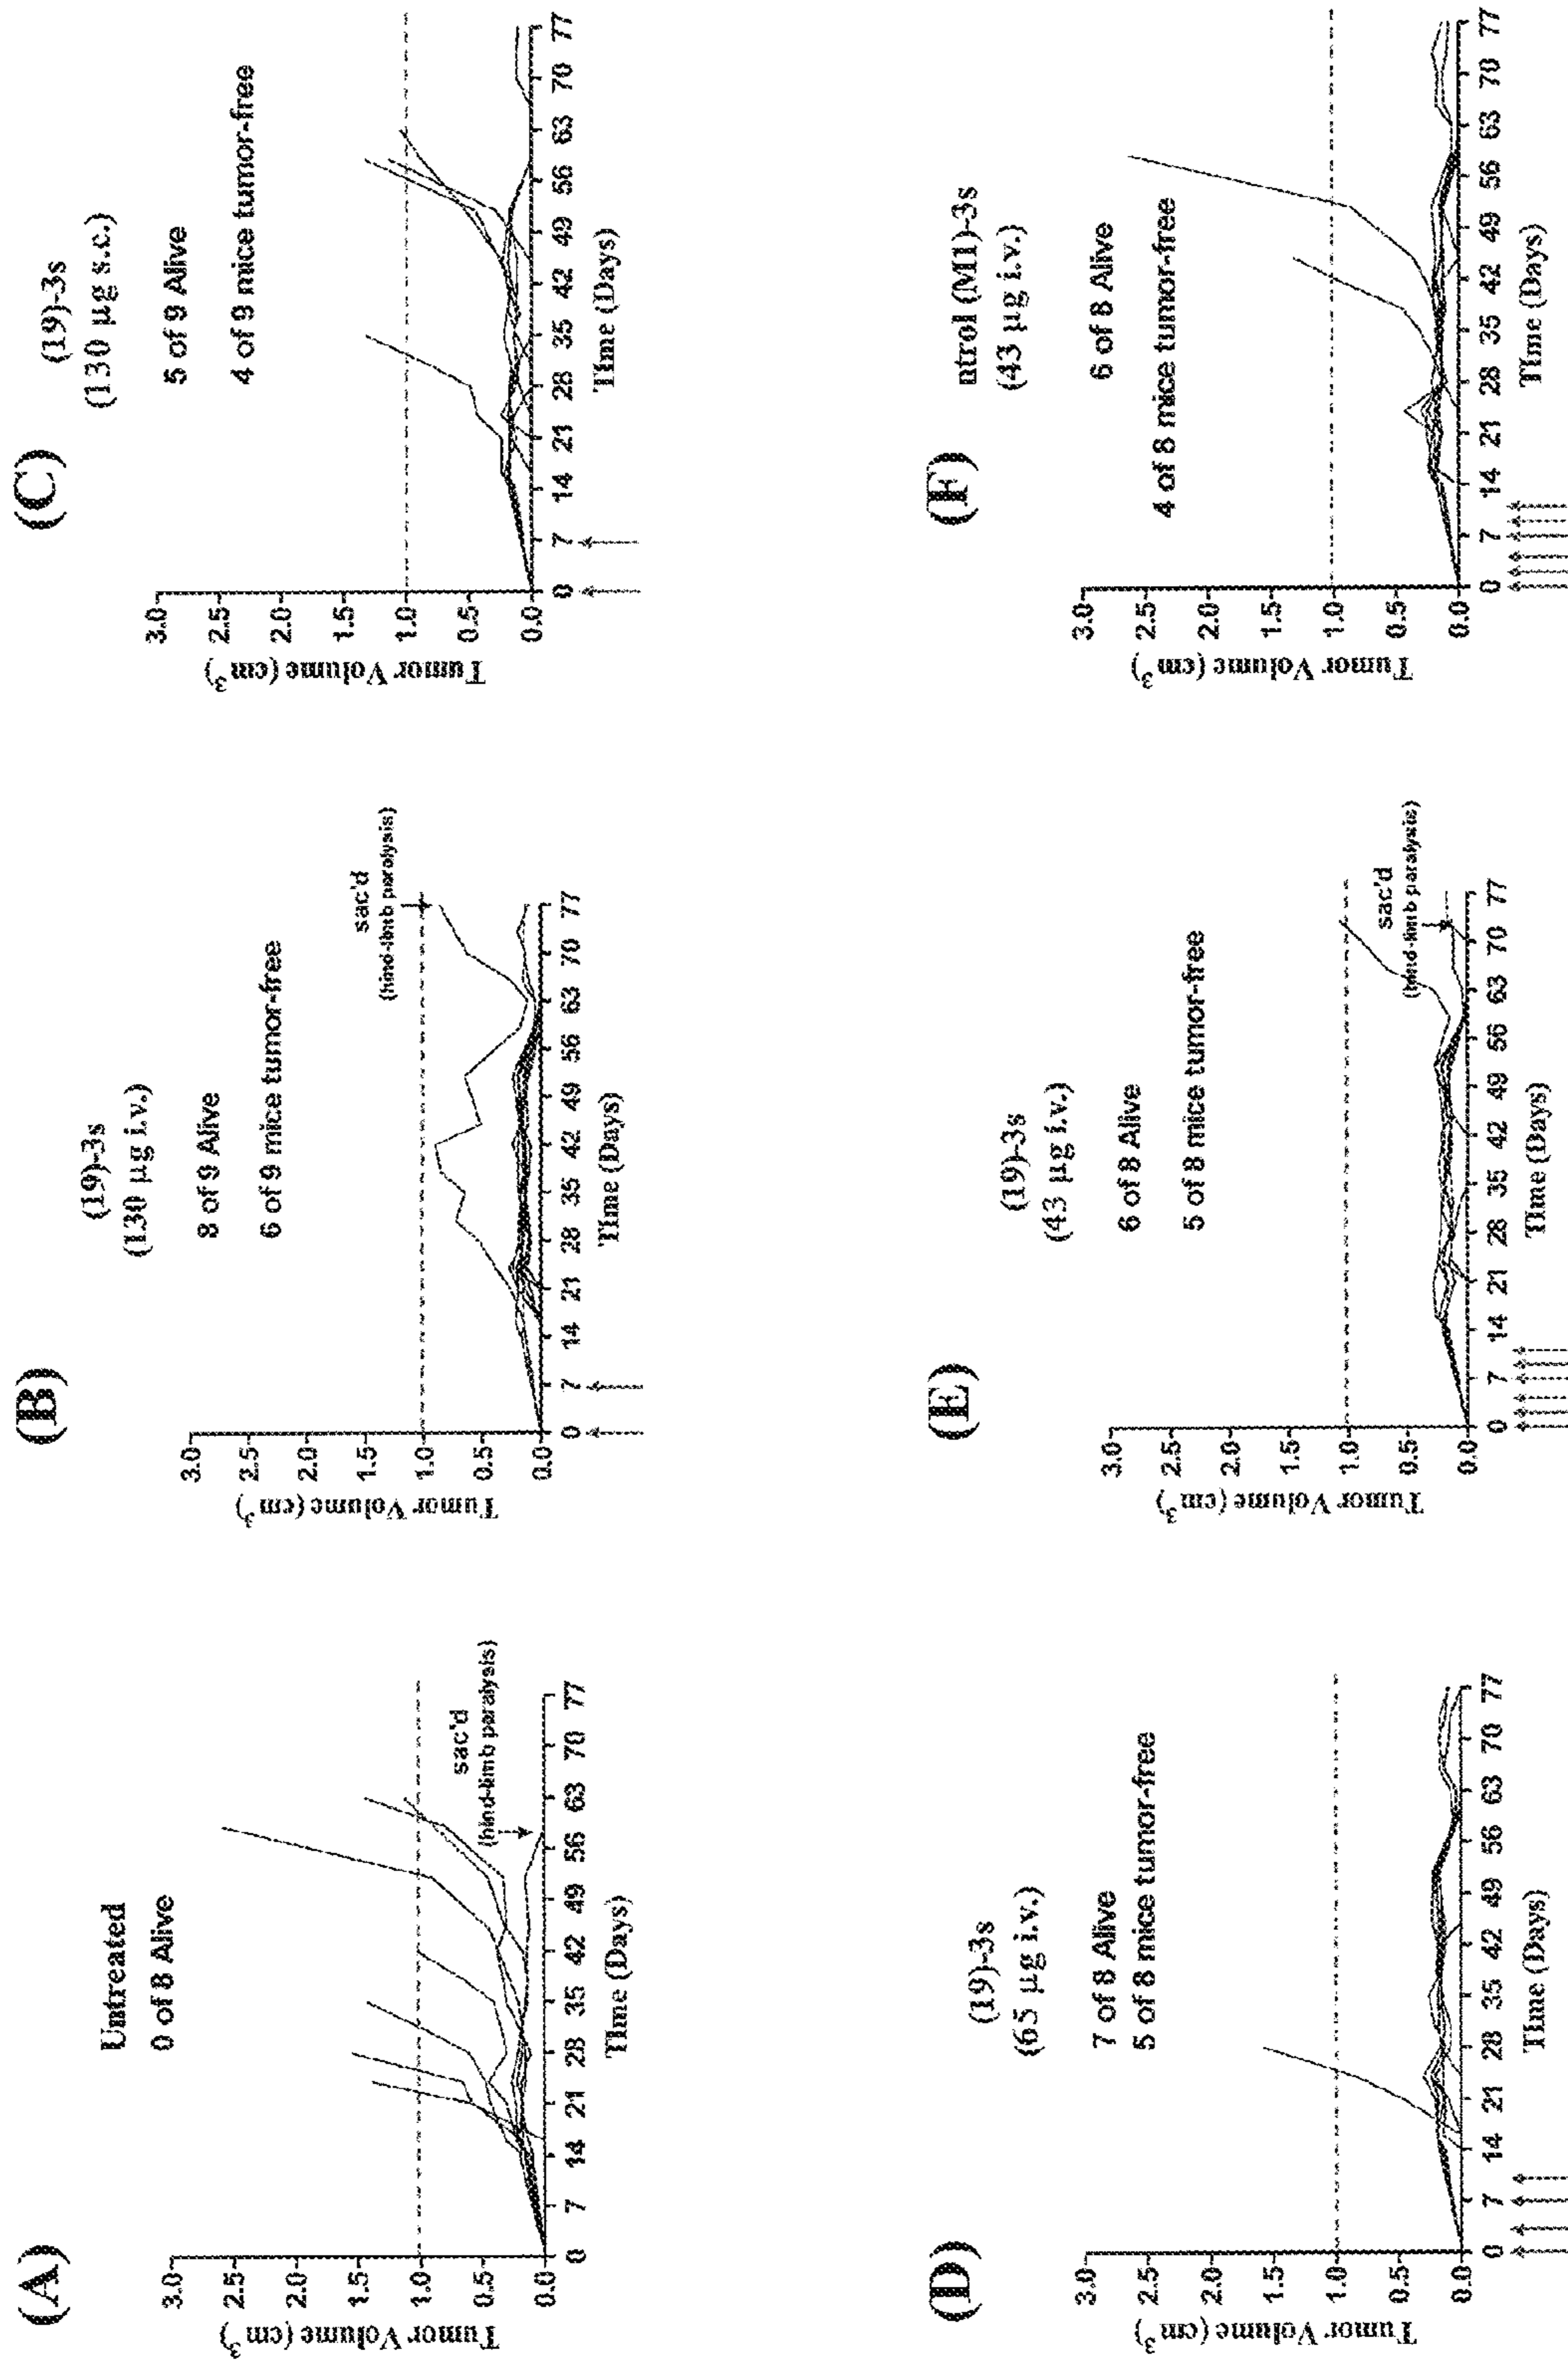 (A)
Untreated
0 of 8 Alive
sac'd
(hind-limb paralysis)
Tumor Volume (cm³)
3.0
2.5
2.0
1.5
1.0
0.5
0.0
0 7 14 21 28 35 42 49 56 63 70 77
Time (Days)
(B)
(19)-3s
(130 µg i.v.)
8 of 9 Alive
6 of 9 mice tumor-free
sac'd
(hind-limb paralysis)
Tumor Volume (cm³)
3.0
2.5
2.0
1.5
1.0
0.5
0.0
0 7 14 21 28 35 42 49 56 63 70 77
Time (Days)
(C)
(19)-3s
(130 µg s.c.)
5 of 9 Alive
4 of 9 mice tumor-free
Tumor Volume (cm³)
3.0
2.5
2.0
1.5
1.0
0.5
0.0
0 7 14 21 28 35 42 49 56 63 70 77
Time (Days)
(D)
(19)-3s
(65 µg i.v.)
7 of 8 Alive
5 of 8 mice tumor-free
Tumor Volume (cm³)
3.0
2.5
2.0
1.5
1.0
0.5
0.0
0 7 14 21 28 35 42 49 56 63 70 77
Time (Days)
(E)
(19)-3s
(43 µg i.v.)
6 of 8 Alive
5 of 8 mice tumor-free
sac'd
(hind-limb paralysis)
Tumor Volume (cm³)
3.0
2.5
2.0
1.5
1.0
0.5
0.0
0 7 14 21 28 35 42 49 56 63 70 77
Time (Days)
(F)
ntrol (M1)-3s
(43 µg i.v.)
6 of 8 Alive
4 of 8 mice tumor-free
Tumor Volume (cm³)
3.0
2.5
2.0
1.5
1.0
0.5
0.0
0 7 14 21 28 35 42 49 56 63 70 77
Time (Days)